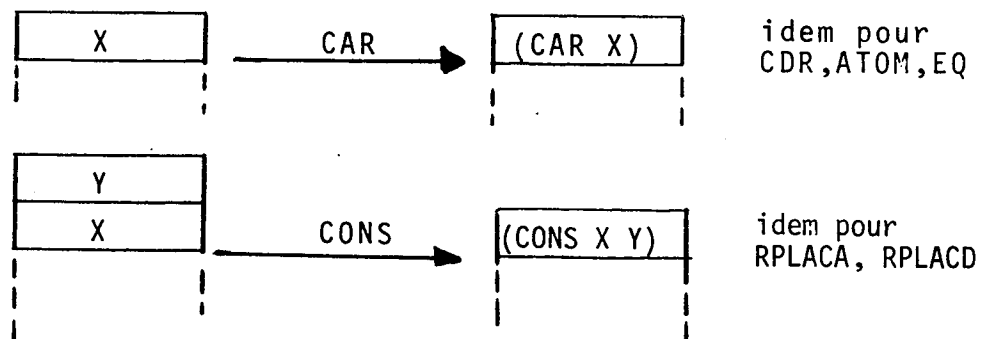 X
CAR
(CAR X)
idem pour
CDR,ATOM,EQ
Y
X
CONS
(CONS X Y)
idem pour
RPLACA, RPLACD